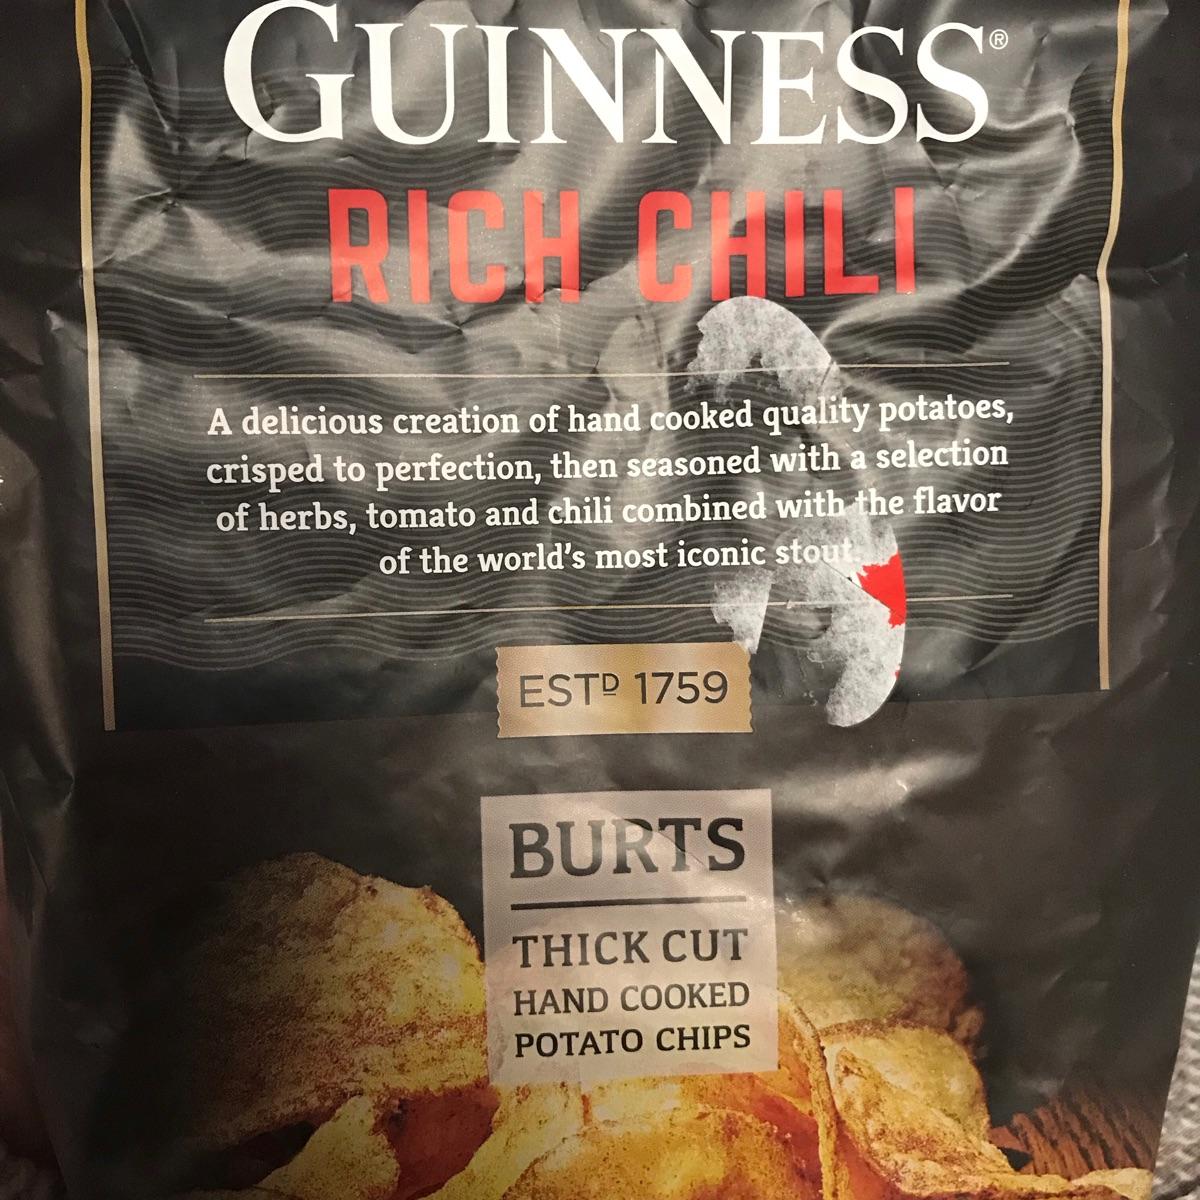 GUINNESS®
RICH CHILI
A delicious creation of hand cooked quality potatoes,
crisped to perfection, then seasoned with a selection
of herbs, tomato and chili combined with the flavor
of the world's most iconic stout.
ESTD 1759
BURTS
THICK CUT
HAND COOKED
POTATO CHIPS